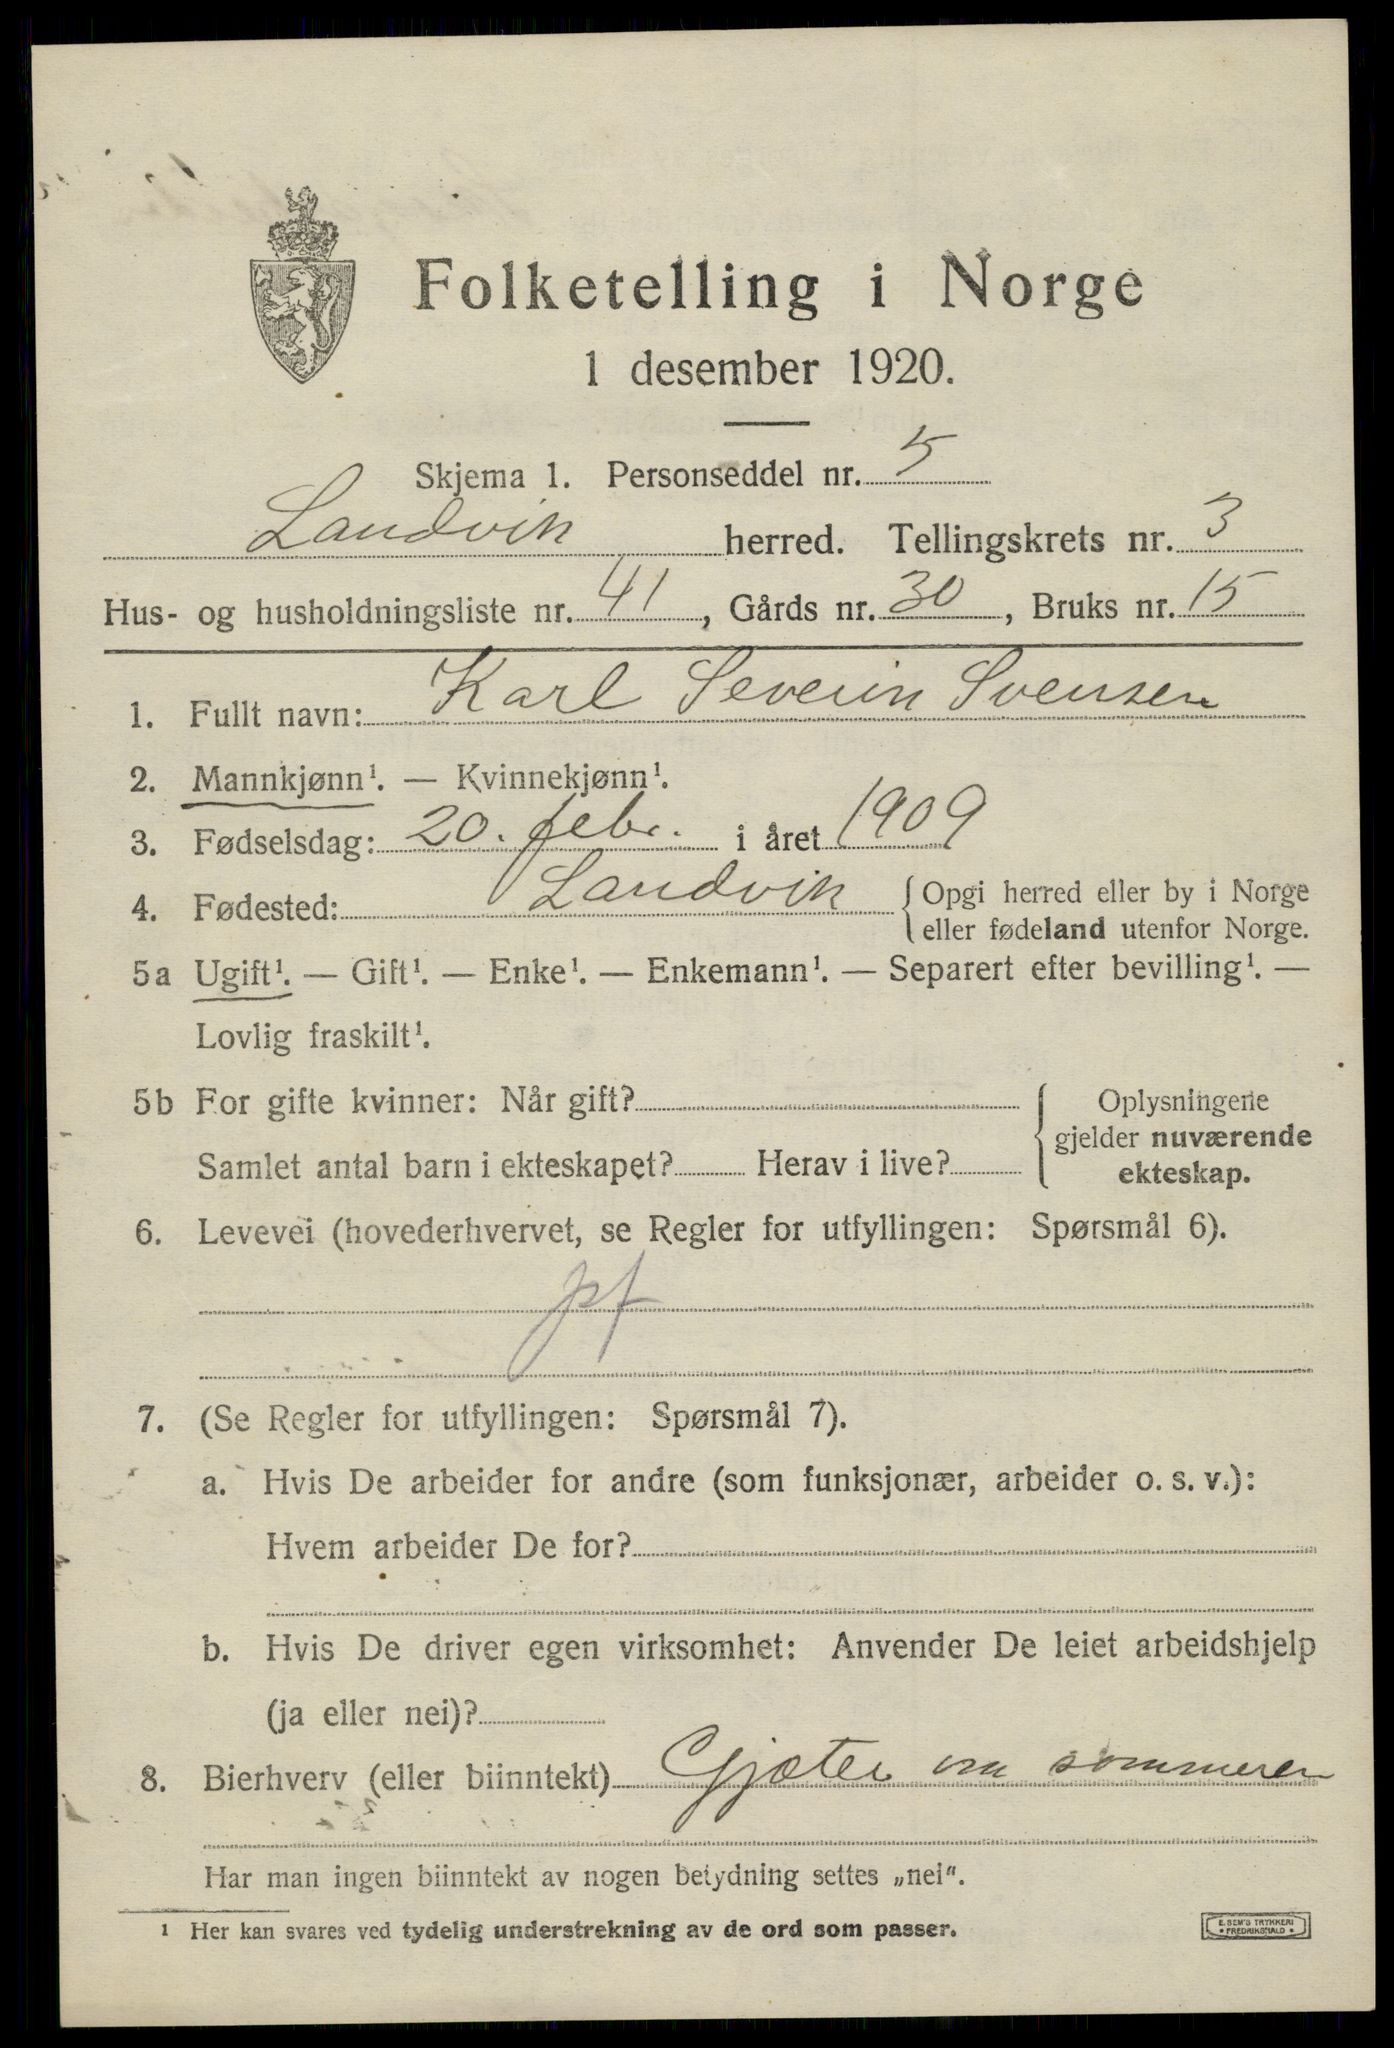 Folketelling i Norge
1 desember 1920.
Skjema 1. Personseddel nr. 5
Landvik herred. Tellingskrets nr. 3
Hus- og husholdningsliste nr. 41, Gårds nr. 30, Bruks nr. 15
1. Fullt navn: Karl Severin Svensen
2. Mannkjønn¹. — Kvinnekjønn¹.
3. Fødselsdag: 20. febr. i året 1909
4. Fødested: Landvik { Opgi herred eller by i Norge
eller fødeland utenfor Norge.
5a Ugift¹. — Gift¹. — Enke¹. — Enkemann¹. — Separert efter bevilling¹. —
Lovlig fraskilt¹.
5b For gifte kvinner: Når gift? { Oplysningene
gjelder nuværende
Samlet antal barn i ekteskapet? Herav i live? ekteskap.
6. Levevei (hovederhvervet, se Regler for utfyllingen: Spørsmål 6).
pf
7. (Se Regler for utfyllingen: Spørsmål 7).
a. Hvis De arbeider for andre (som funksjonær, arbeider o. s. v.):
Hvem arbeider De for?
b. Hvis De driver egen virksomhet: Anvender De leiet arbeidshjelp
(ja eller nei)?
8. Bierhverv (eller biinntekt) Gjæter om sommeren
Har man ingen biinntekt av nogen betydning settes „nei“.
¹ Her kan svares ved tydelig understrekning av de ord som passer.
E. SEM'S TRYKKERI
FREDRIKSHALD